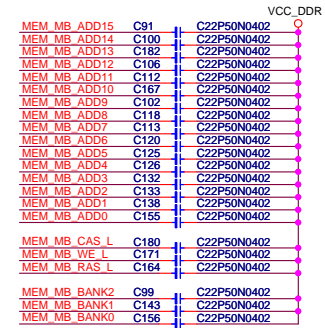 VCC_DDR
MEM_MB_ADD15 C91 C22P50N0402
MEM_MB_ADD14 C100 C22P50N0402
MEM_MB_ADD13 C182 C22P50N0402
MEM_MB_ADD12 C106 C22P50N0402
MEM_MB_ADD11 C112 C22P50N0402
MEM_MB_ADD10 C167 C22P50N0402
MEM_MB_ADD9 C102 C22P50N0402
MEM_MB_ADD8 C118 C22P50N0402
MEM_MB_ADD7 C113 C22P50N0402
MEM_MB_ADD6 C120 C22P50N0402
MEM_MB_ADD5 C125 C22P50N0402
MEM_MB_ADD4 C126 C22P50N0402
MEM_MB_ADD3 C132 C22P50N0402
MEM_MB_ADD2 C133 C22P50N0402
MEM_MB_ADD1 C138 C22P50N0402
MEM_MB_ADD0 C155 C22P50N0402
MEM_MB_CAS_L C180 C22P50N0402
MEM_MB_WE_L C171 C22P50N0402
MEM_MB_RAS_L C164 C22P50N0402
MEM_MB_BANK2 C99 C22P50N0402
MEM_MB_BANK1 C143 C22P50N0402
MEM_MB_BANK0 C156 C22P50N0402